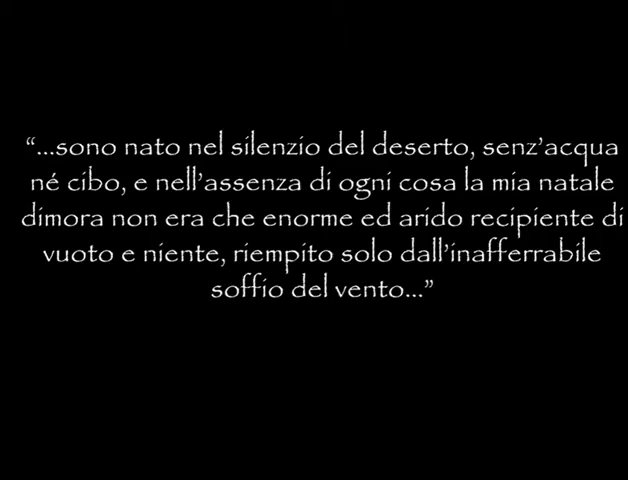 “...sono nato nel silenzio del deserto, senz’acqua
né cibo, e nell’assenza di ogni cosa la mia natale
dimora non era che enorme ed arido recipiente di
vuoto e niente, riempito solo dall’inafferrabile
soffio del vento...”